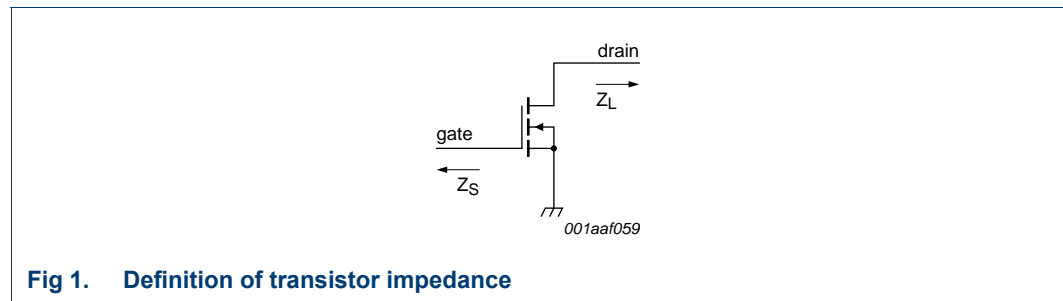 drain
Z_L
gate
Z_S
001aaf059
Fig 1. Definition of transistor impedance